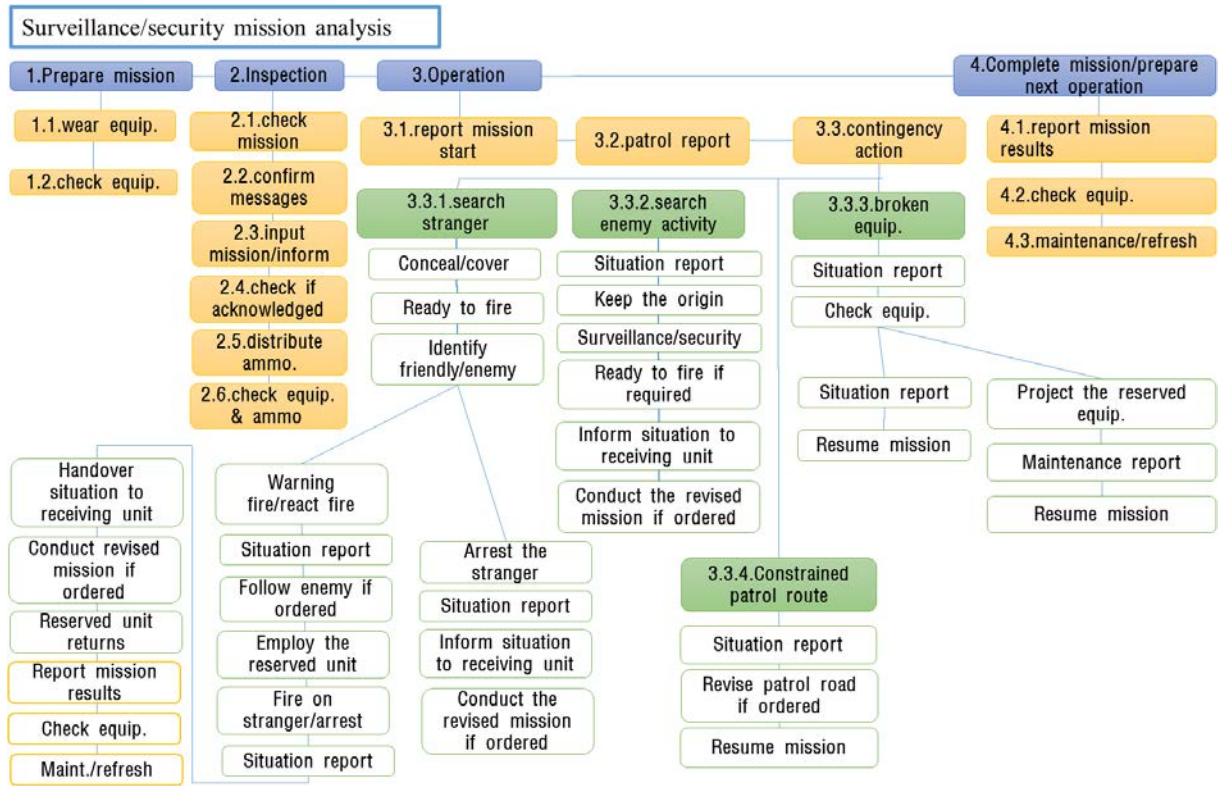 Surveillance/security mission analysis
1.Prepare mission
2.Inspection
3.Operation
4.Complete mission/prepare
next operation
1.1.wear equip.
1.2.check equip.
2.1.check
mission
2.2.confirm
messages
2.3.input
mission/inform
2.4.check if
acknowledged
2.5.distribute
ammo.
2.6.check equip.
& ammo
3.1.report mission
start
3.2.patrol report
3.3.contingency
action
4.1.report mission
results
4.2.check equip.
4.3.maintenance/refresh
3.3.1.search
stranger
Conceal/cover
Ready to fire
Identify
friendly/enemy
3.3.2.search
enemy activity
Situation report
Keep the origin
Surveillance/security
Ready to fire if
required
Inform situation to
receiving unit
Conduct the revised
mission if ordered
3.3.3.broken
equip.
Situation report
Check equip.
Situation report
Resume mission
Project the reserved
equip.
Maintenance report
Resume mission
Handover
situation to
receiving unit
Conduct revised
mission if
ordered
Reserved unit
returns
Report mission
results
Check equip.
Maint./refresh
Warning
fire/react fire
Situation report
Follow enemy if
ordered
Employ the
reserved unit
Fire on
stranger/arrest
Situation report
Arrest the
stranger
Situation report
Inform situation
to receiving unit
Conduct the
revised mission
if ordered
3.3.4.Constrained
patrol route
Situation report
Revise patrol road
if ordered
Resume mission